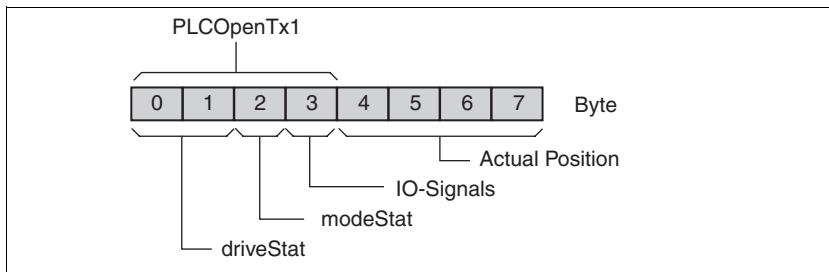 PLCOpenTx1
0 1 2 3 4 5 6 7 Byte
Actual Position
IO-Signals
modeStat
driveStat